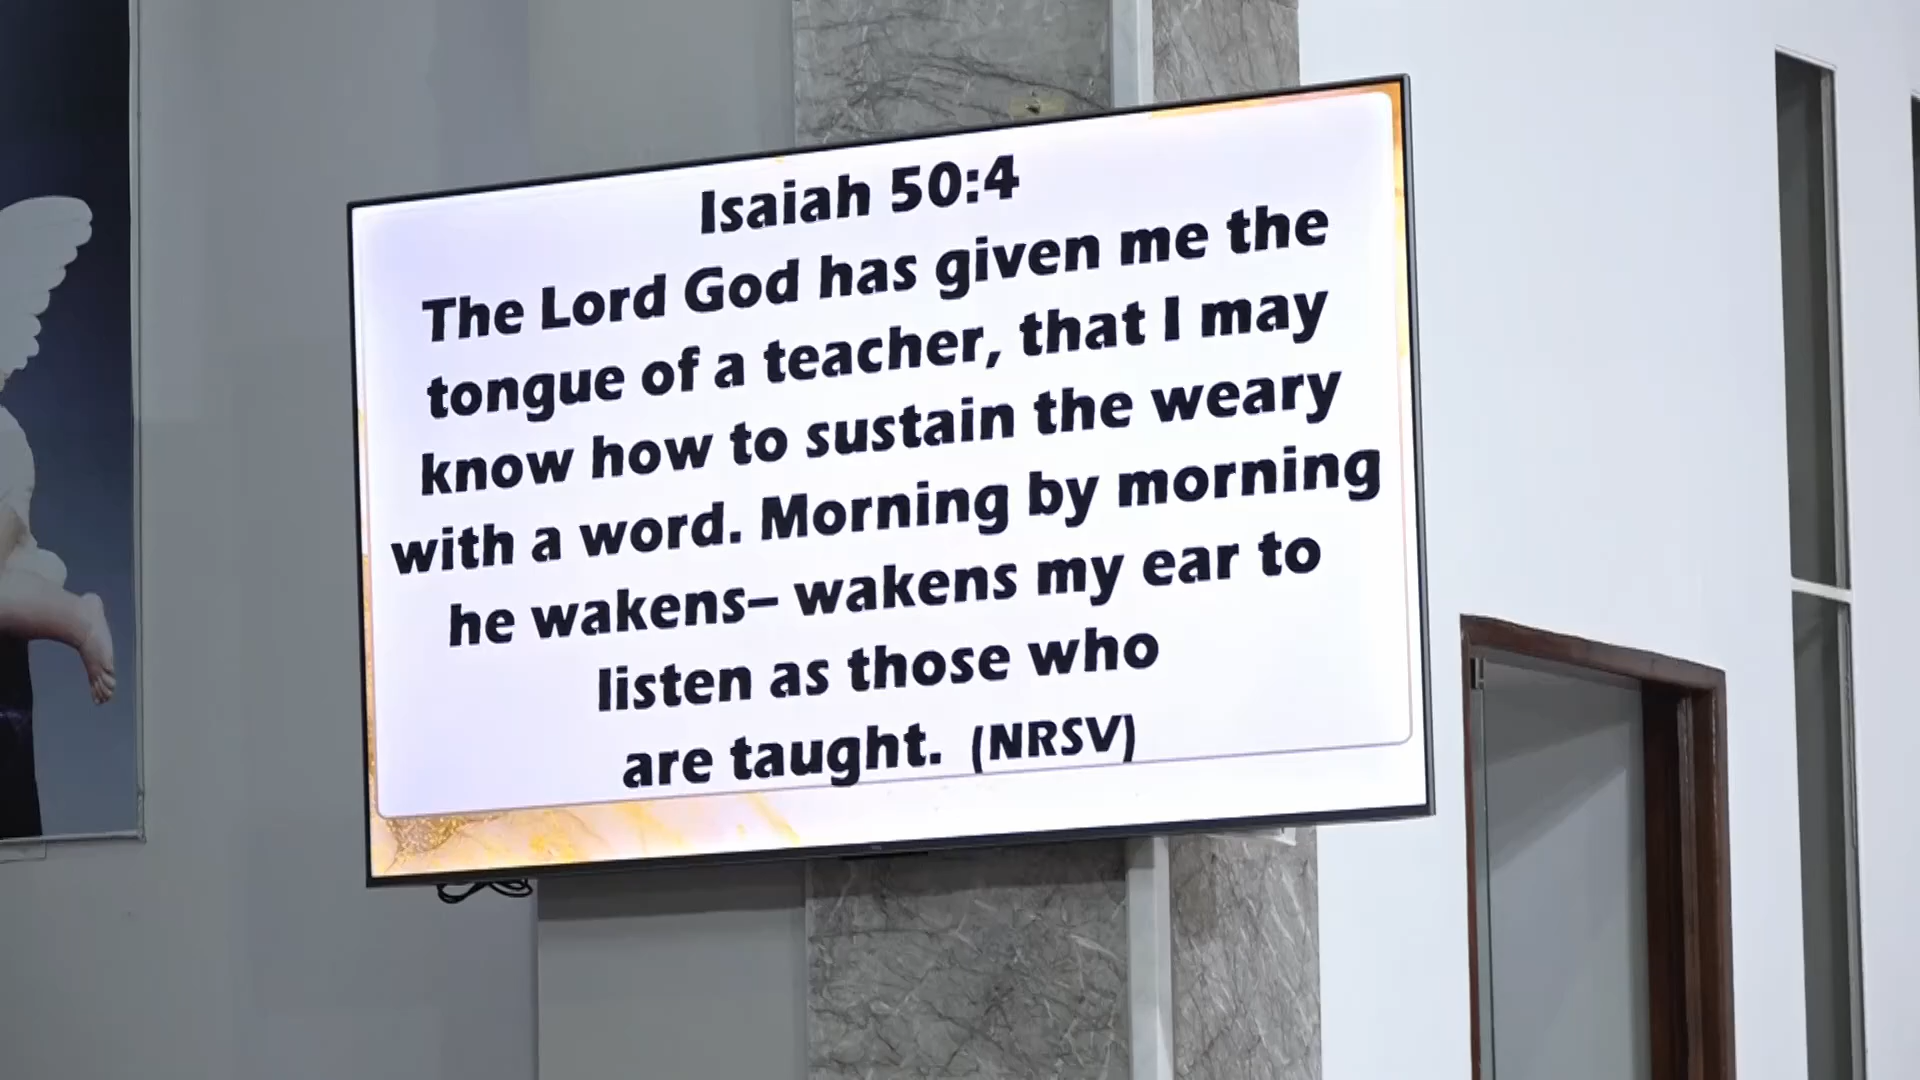 Isaiah 50:4
The Lord God has given me the
tongue of a teacher, that I may
know how to sustain the weary
with a word. Morning by morning
he wakens– wakens my ear to
listen as those who
are taught. (NRSV)